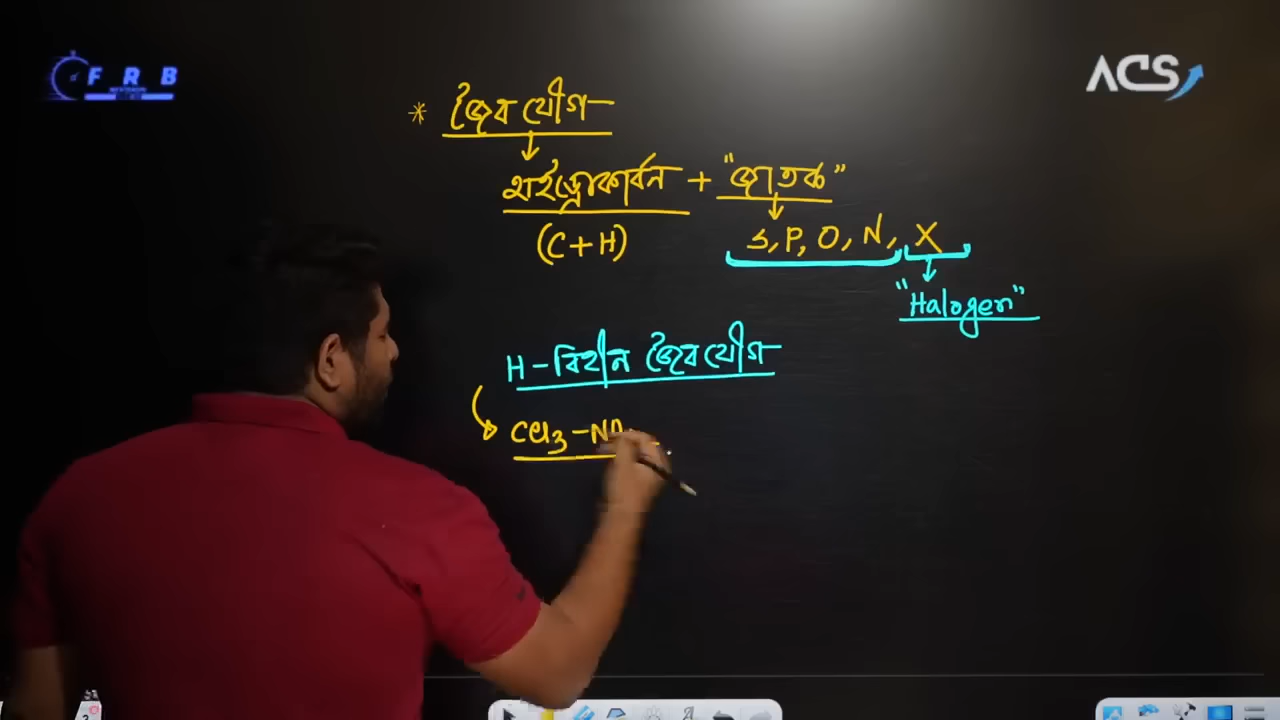 FRB
ACS
* জৈব যৌগ
হাইড্রোকার্বন + "জাতক"
(C+H)
S, P, O, N, X
"Halogen"
H-বিহীন জৈব যৌগ
CCl3-NO